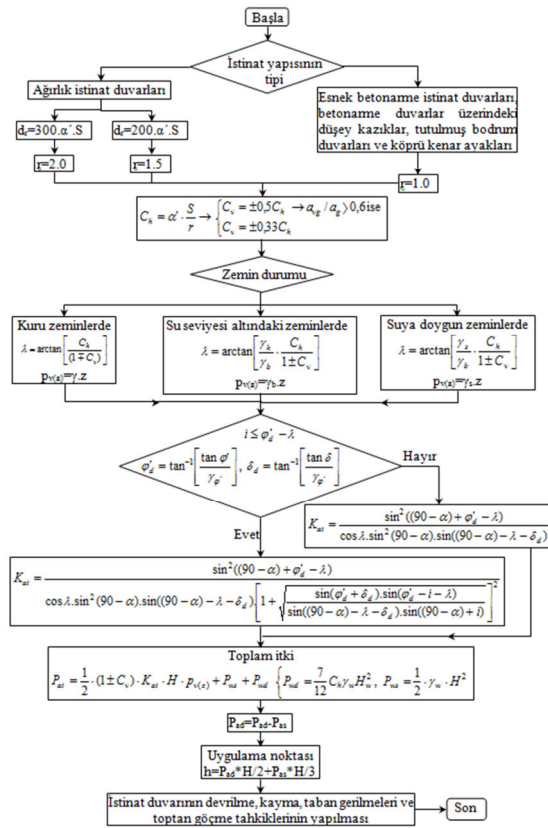 Başla
İstinat yapısının
tipi
Ağırlık istinat duvarları
Esnek betonarme istinat duvarları,
betonarme duvarlar üzerindeki
düşey kazıklar, tutulmuş bodrum
duvarları ve köprü kenar ayakları
d_r=300.α'.S
d_r=200.α'.S
r=2.0
r=1.5
r=1.0
C_h = α' · S/r → { C_v = ±0,5C_h → α_vg / α_g ⟩ 0,6 ise
C_v = ±0,33C_h
Zemin durumu
Kuru zeminlerde
λ = arctan[C_h/(1∓C_v)]
p_v(z)=γ.z
Su seviyesi altındaki zeminlerde
λ = arctan[γ_s/γ_b · C_h/(1±C_v)]
p_v(z)=γ_b.z
Suya doygun zeminlerde
λ = arctan[γ_s/γ_b · C_h/(1±C_v)]
p_v(z)=γ_s.z
i ≤ φ'_d − λ
φ'_d = tan⁻¹[tan φ'/γ_φ'], δ_d = tan⁻¹[tan δ/γ_φ']
Hayır
K_at = sin²((90−α)+φ'_d−λ)/(cosλ.sin²(90−α).sin((90−α)−λ−δ_d))
Evet
K_at = sin²((90−α)+φ'_d−λ)/(cosλ.sin²(90−α).sin((90−α)−λ−δ_d).[1+√(sin(φ'_d+δ_d).sin(φ'_d−i−λ)/(sin((90−α)−λ−δ_d).sin((90−α)+i)))]²)
Toplam itki
P_at = 1/2 · (1±C_v) · K_at · H · p_v(z) + P_ws + P_wd { P_wd = 7/12 C_h γ_w H_w², P_ws = 1/2 · γ_w · H²
P_ad=P_ad-P_as
Uygulama noktası
h=P_ad*H/2+P_as*H/3
İstinat duvarının devrilme, kayma, taban gerilmeleri ve
toptan göçme tahkiklerinin yapılması
Son